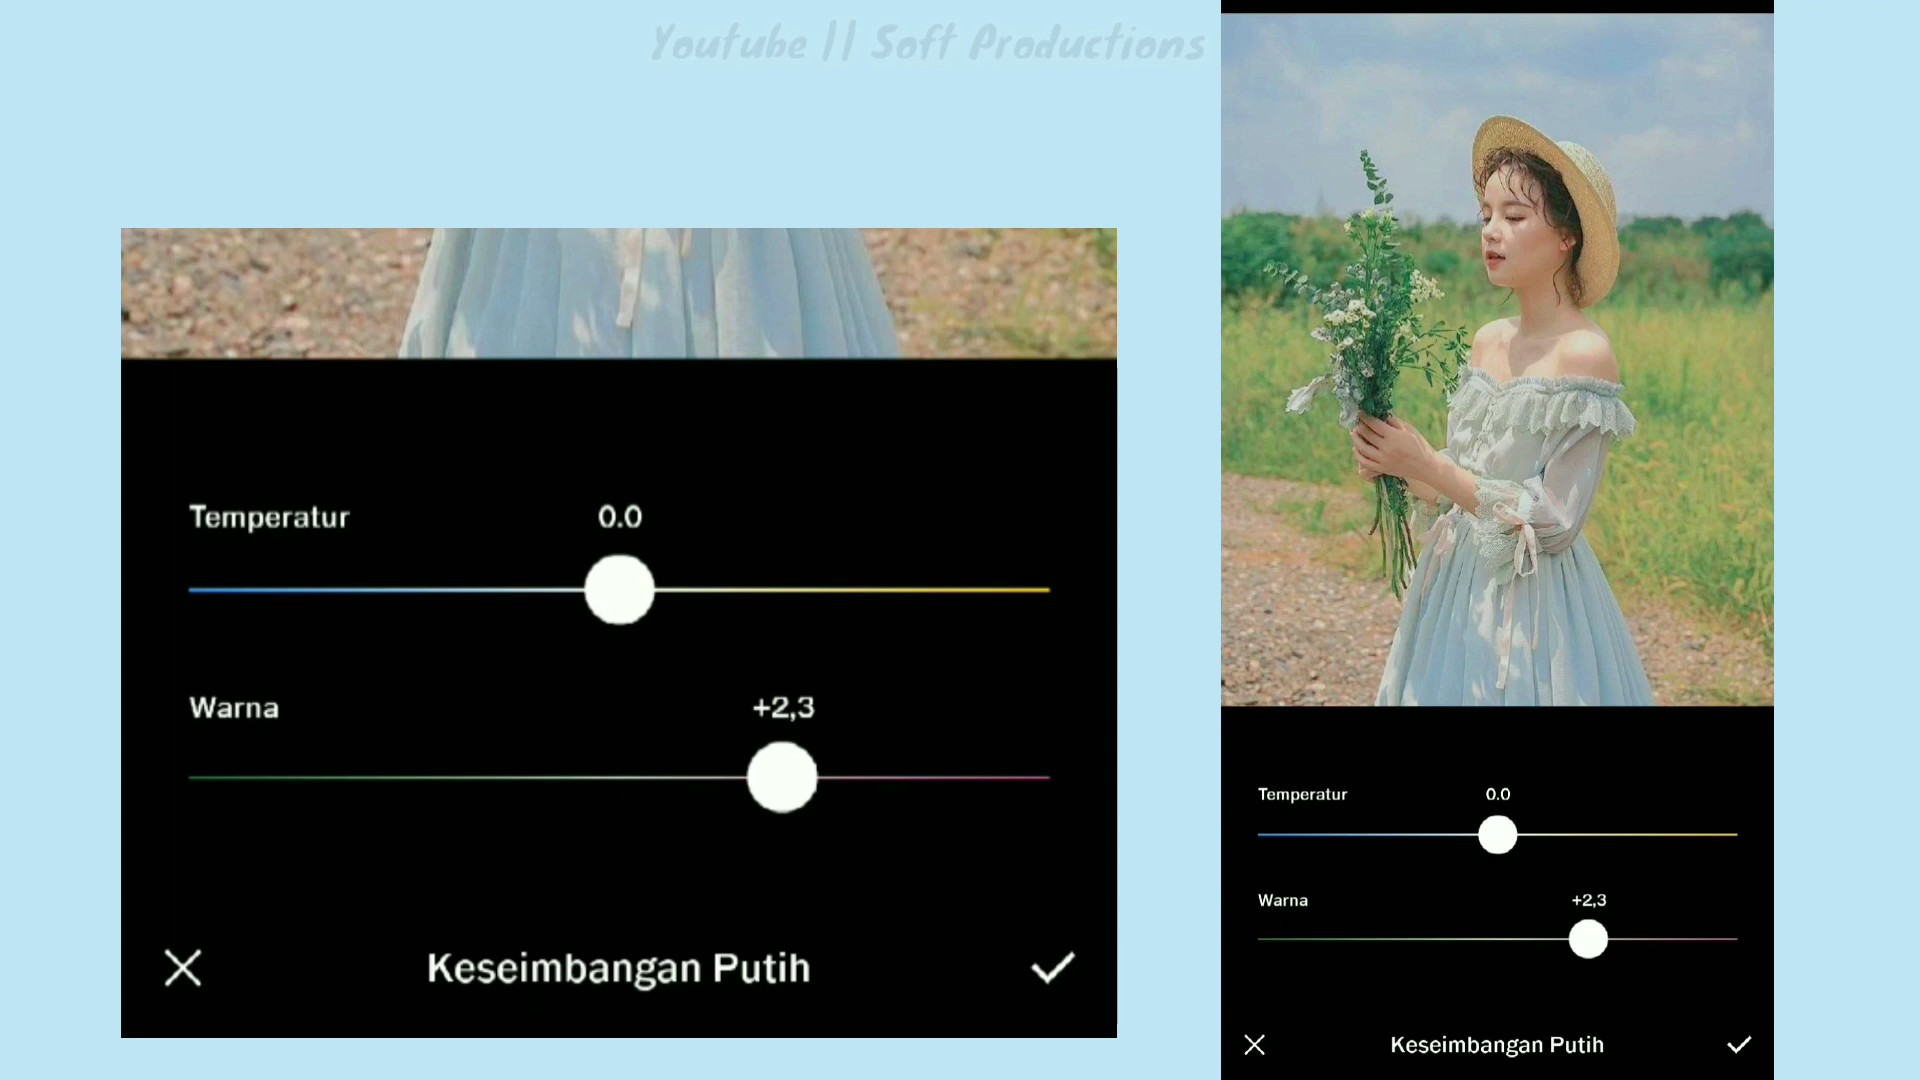 Youtube || Soft Productions
Temperatur 0.0
Warna +2,3
Keseimbangan Putih
Temperatur 0.0
Warna +2,3
Keseimbangan Putih